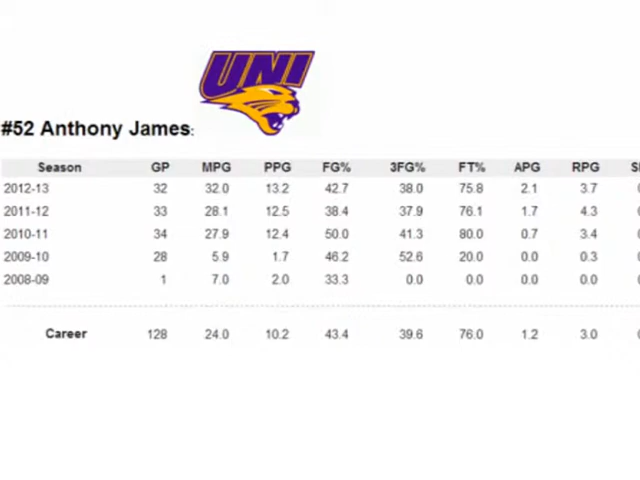 UNI
#52 Anthony James:
Season GP MPG PPG FG% 3FG% FT% APG RPG
2012-13 32 32.0 13.2 42.7 38.0 75.8 2.1 3.7
2011-12 33 28.1 12.5 38.4 37.9 76.1 1.7 4.3
2010-11 34 27.9 12.4 50.0 41.3 80.0 0.7 3.4
2009-10 28 5.9 1.7 46.2 52.6 20.0 0.0 0.3
2008-09 1 7.0 2.0 33.3 0.0 0.0 0.0 0.0
Career 128 24.0 10.2 43.4 39.6 76.0 1.2 3.0